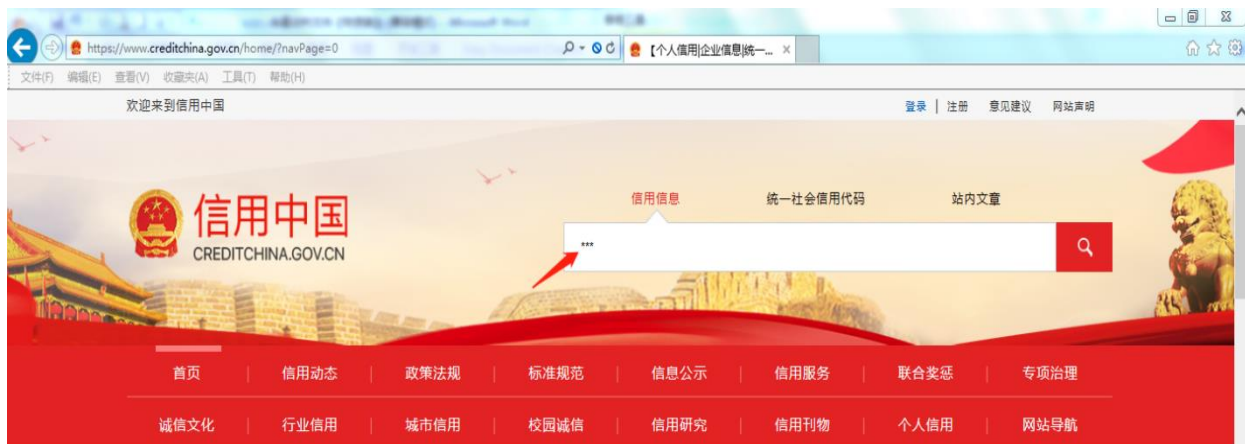 https://www.creditchina.gov.cn/home/?navPage=0
【个人信用|企业信息|统一... ×
文件(F) 编辑(E) 查看(V) 收藏夹(A) 工具(T) 帮助(H)
欢迎来到信用中国
登录 | 注册 意见建议 网站声明
信用信息 统一社会信用代码 站内文章
信用中国
CREDITCHINA.GOV.CN
***
首页 | 信用动态 | 政策法规 | 标准规范 | 信息公示 | 信用服务 | 联合奖惩 | 专项治理
诚信文化 | 行业信用 | 城市信用 | 校园诚信 | 信用研究 | 信用刊物 | 个人信用 | 网站导航